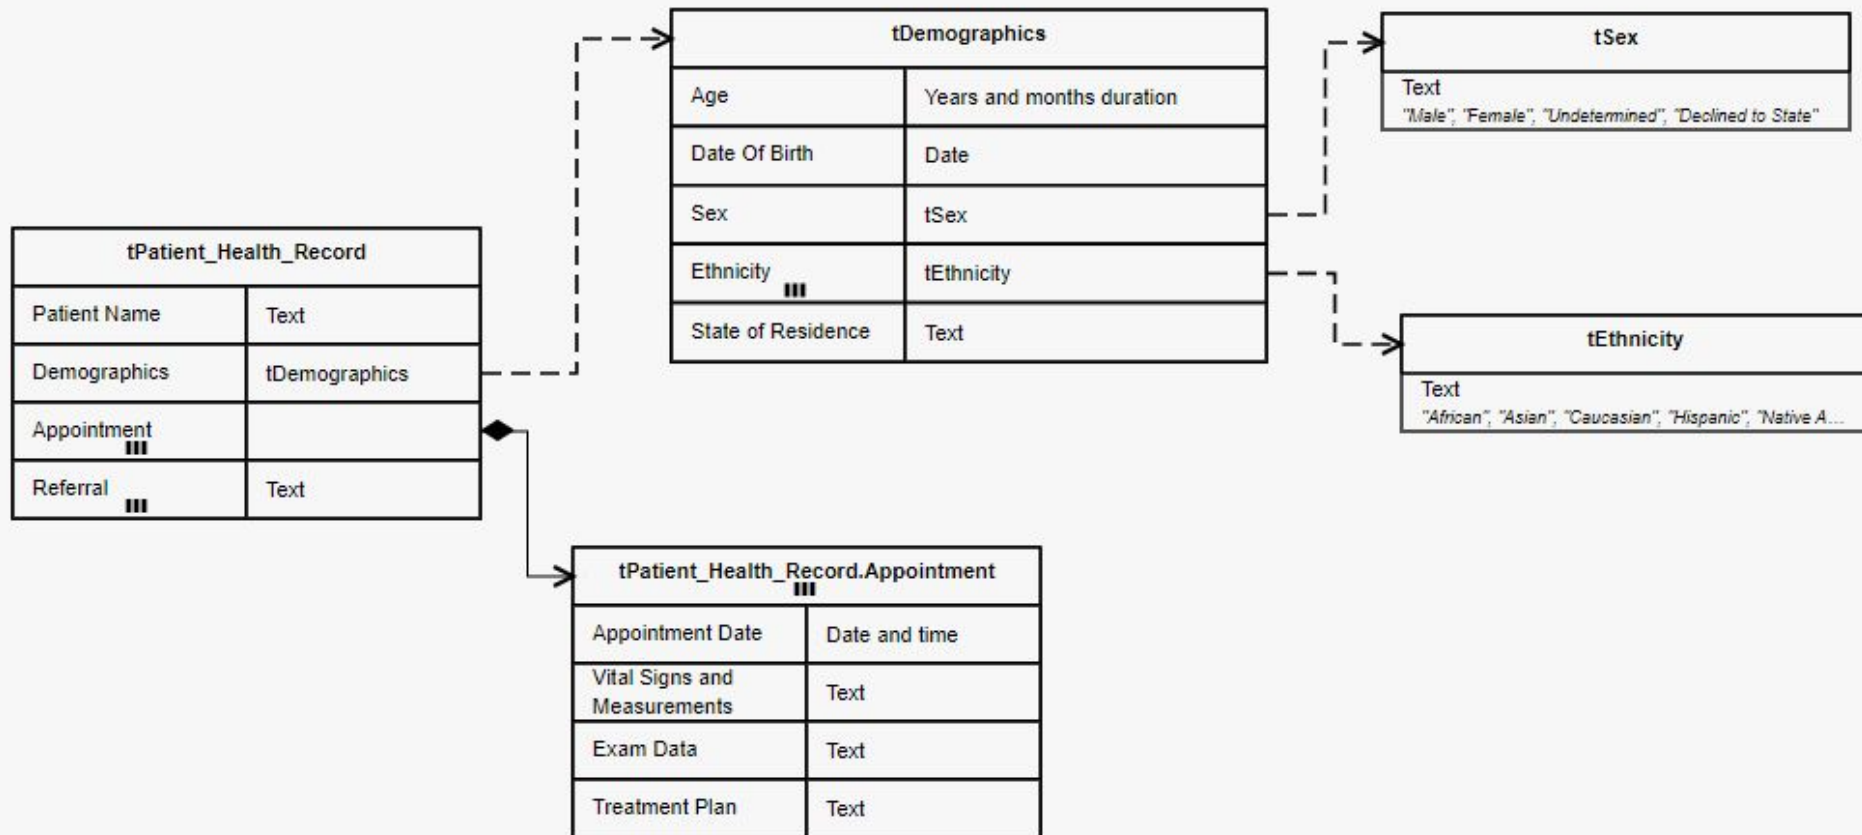 tDemographics
Age
Years and months duration
Date Of Birth
Date
Sex
tSex
Ethnicity
tEthnicity
State of Residence
Text
tSex
Text
"Male", "Female", "Undetermined", "Declined to State"
tPatient_Health_Record
Patient Name
Text
Demographics
tDemographics
Appointment
Referral
Text
tEthnicity
Text
"African", "Asian", "Caucasian", "Hispanic", "Native A...
tPatient_Health_Record.Appointment
Appointment Date
Date and time
Vital Signs and
Measurements
Text
Exam Data
Text
Treatment Plan
Text